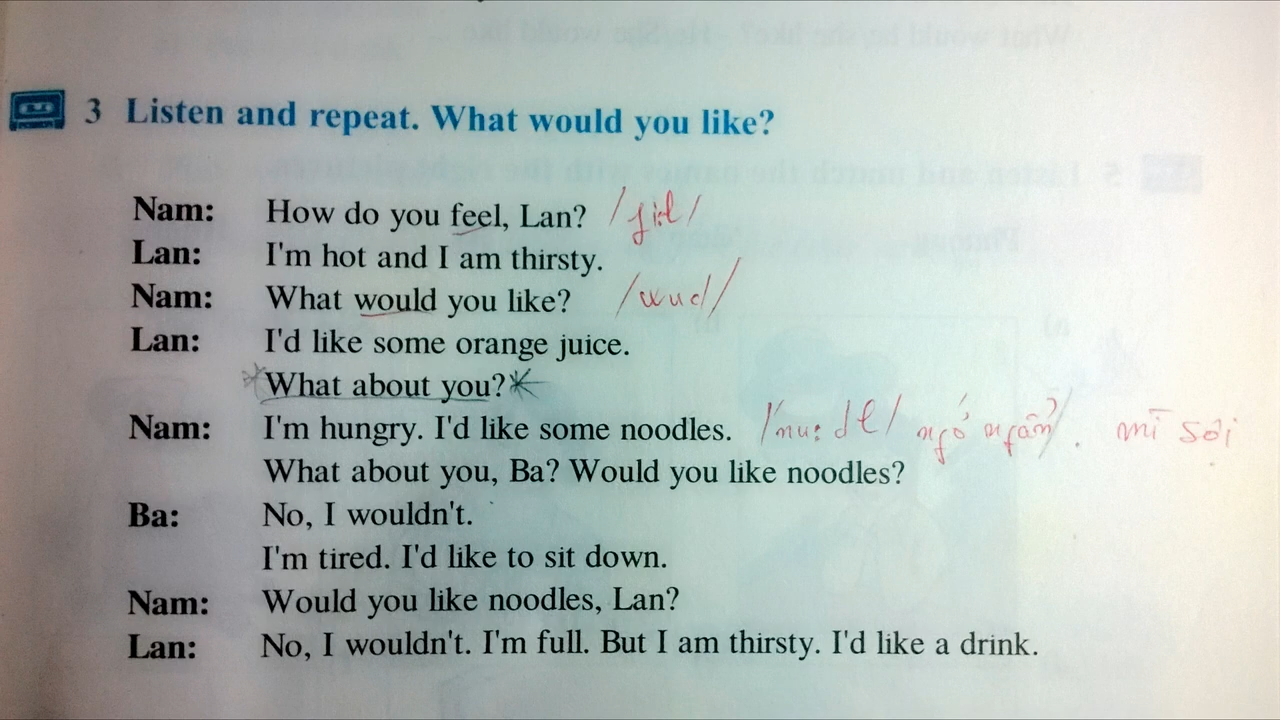 3 Listen and repeat. What would you like?
Nam: How do you feel, Lan? /fi:l/
Lan: I'm hot and I am thirsty.
Nam: What would you like? /wud/
Lan: I'd like some orange juice.
*What about you?*
Nam: I'm hungry. I'd like some noodles. /'nu:dl/ ngớ ngẩn. mì sôi
What about you, Ba? Would you like noodles?
Ba: No, I wouldn't.
I'm tired. I'd like to sit down.
Nam: Would you like noodles, Lan?
Lan: No, I wouldn't. I'm full. But I am thirsty. I'd like a drink.